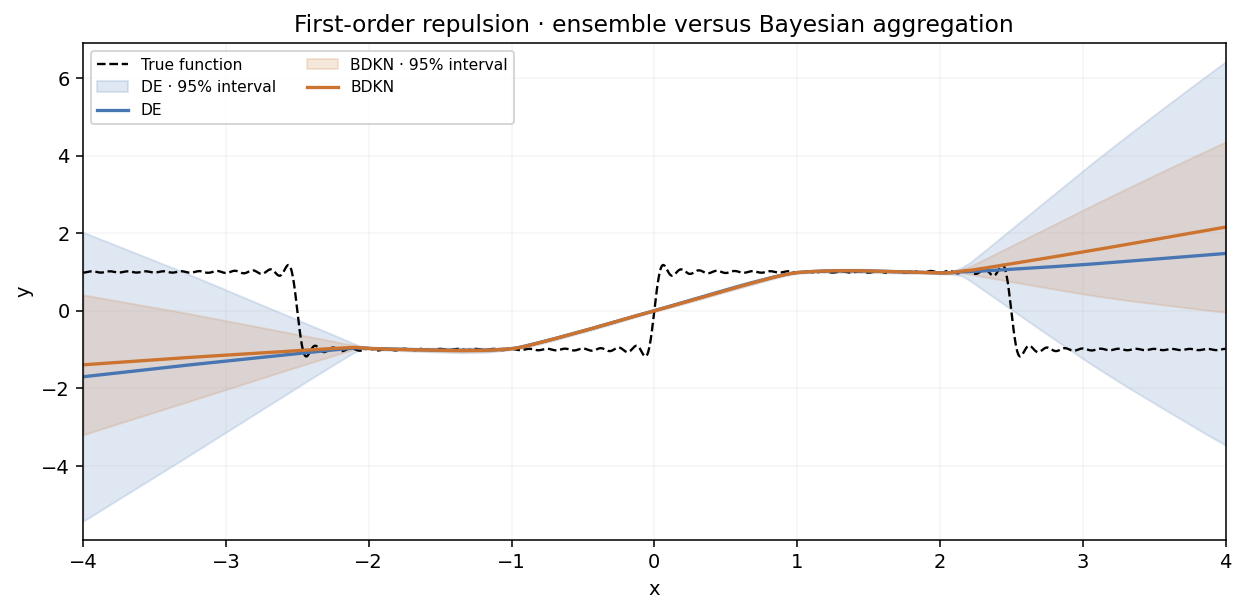 First-order repulsion · ensemble versus Bayesian aggregation
True function
DE · 95% interval
DE
BDKN · 95% interval
BDKN
y
6
4
2
0
−2
−4
−4
−3
−2
−1
0
1
2
3
4
x